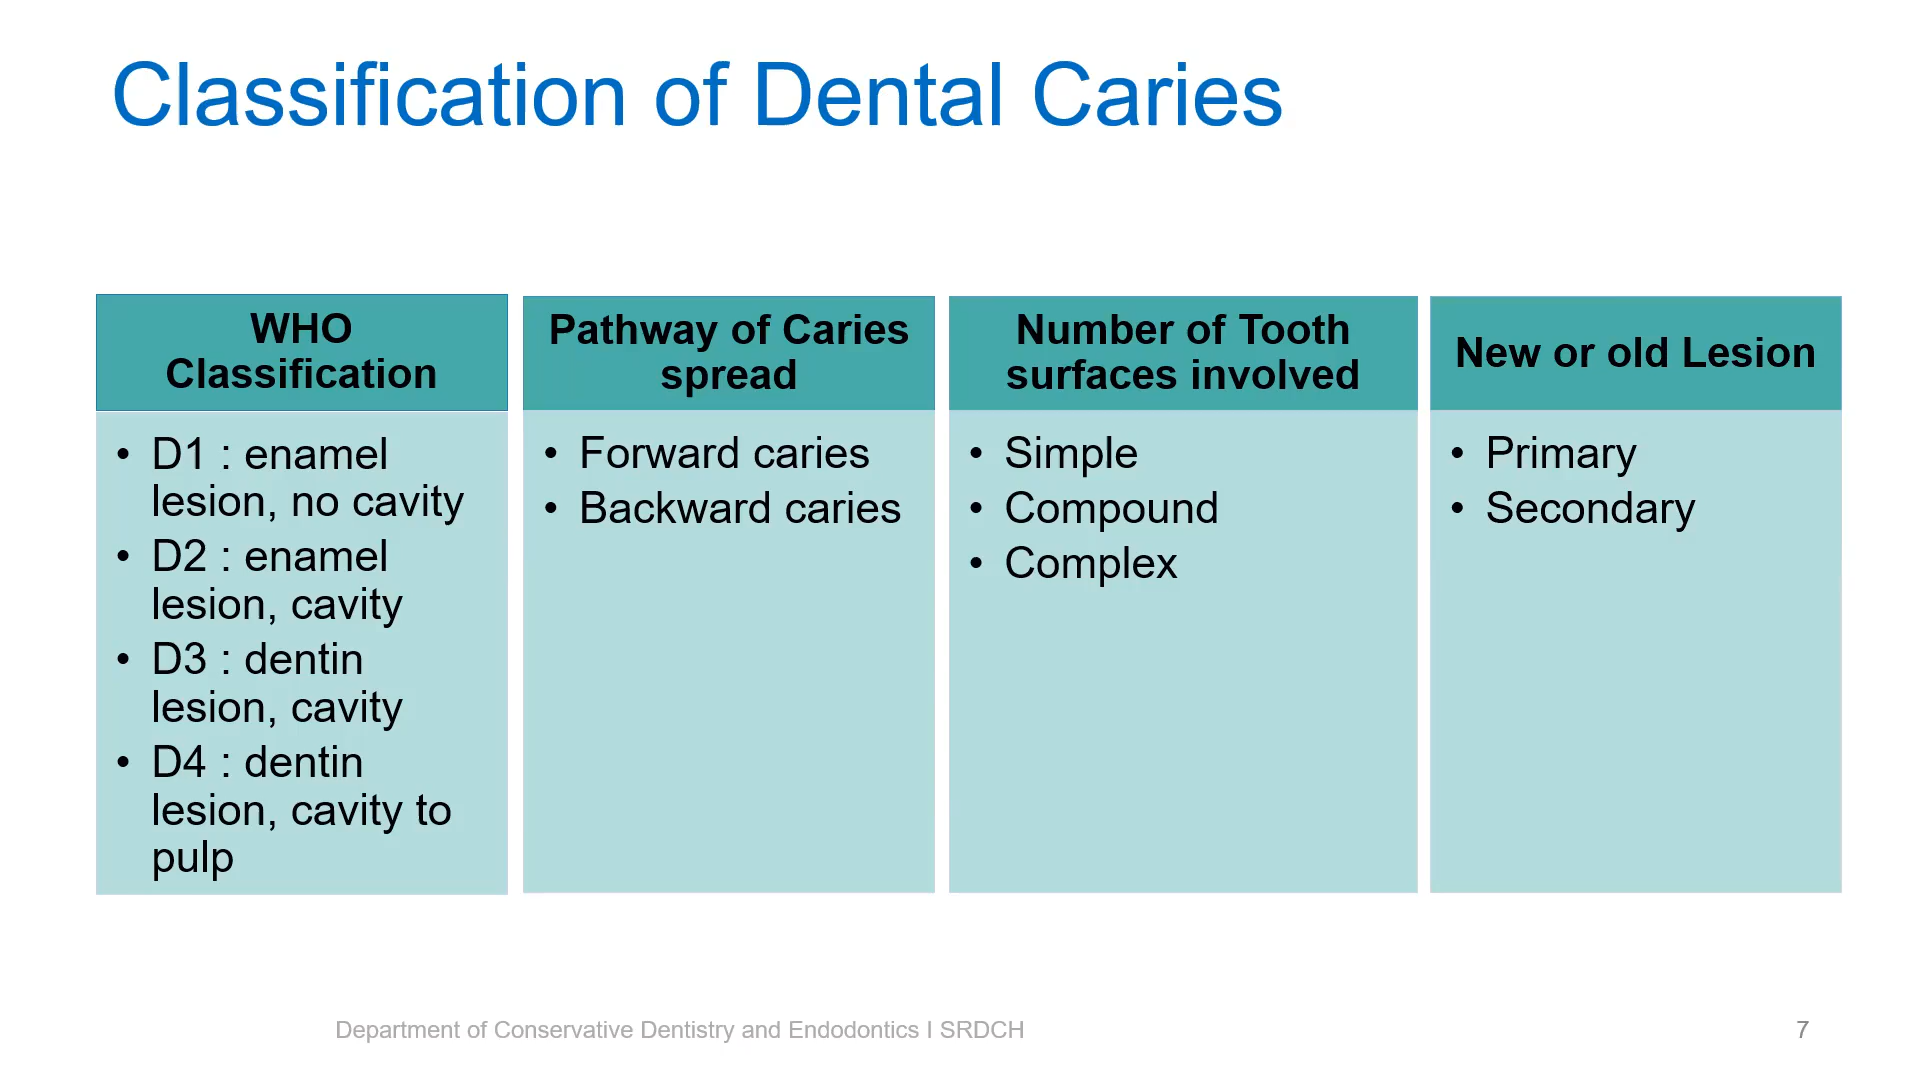 Classification of Dental Caries
WHO
Classification
• D1 : enamel
lesion, no cavity
• D2 : enamel
lesion, cavity
• D3 : dentin
lesion, cavity
• D4 : dentin
lesion, cavity to
pulp
Pathway of Caries
spread
• Forward caries
• Backward caries
Number of Tooth
surfaces involved
• Simple
• Compound
• Complex
New or old Lesion
• Primary
• Secondary
Department of Conservative Dentistry and Endodontics I SRDCH
7